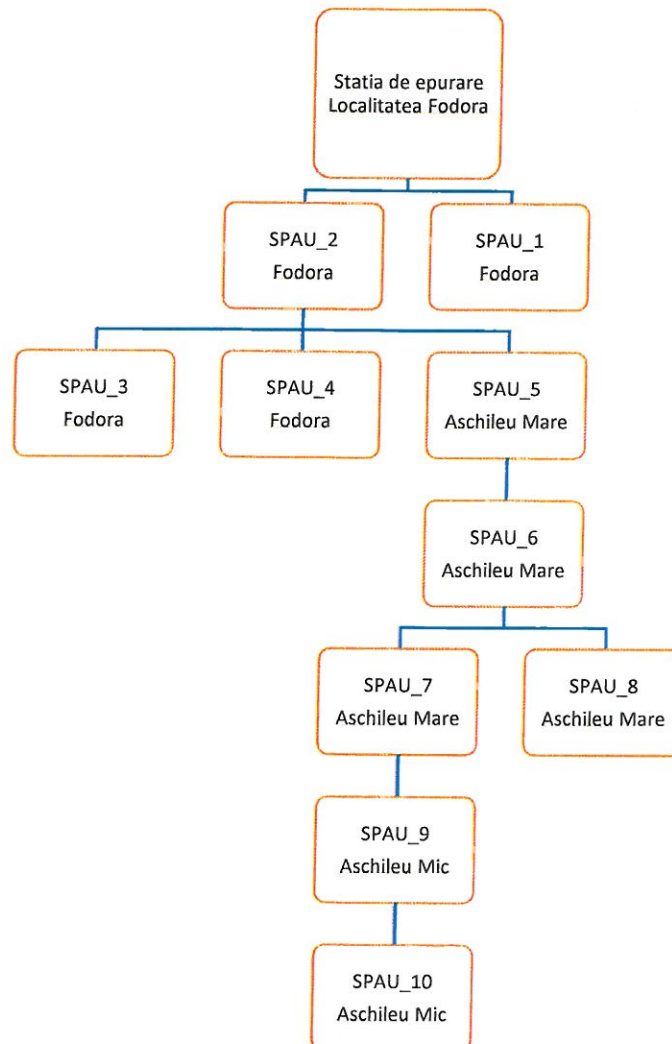 Statia de epurare
Localitatea Fodora
SPAU_2
Fodora
SPAU_1
Fodora
SPAU_3
Fodora
SPAU_4
Fodora
SPAU_5
Aschileu Mare
SPAU_6
Aschileu Mare
SPAU_7
Aschileu Mare
SPAU_8
Aschileu Mare
SPAU_9
Aschileu Mic
SPAU_10
Aschileu Mic